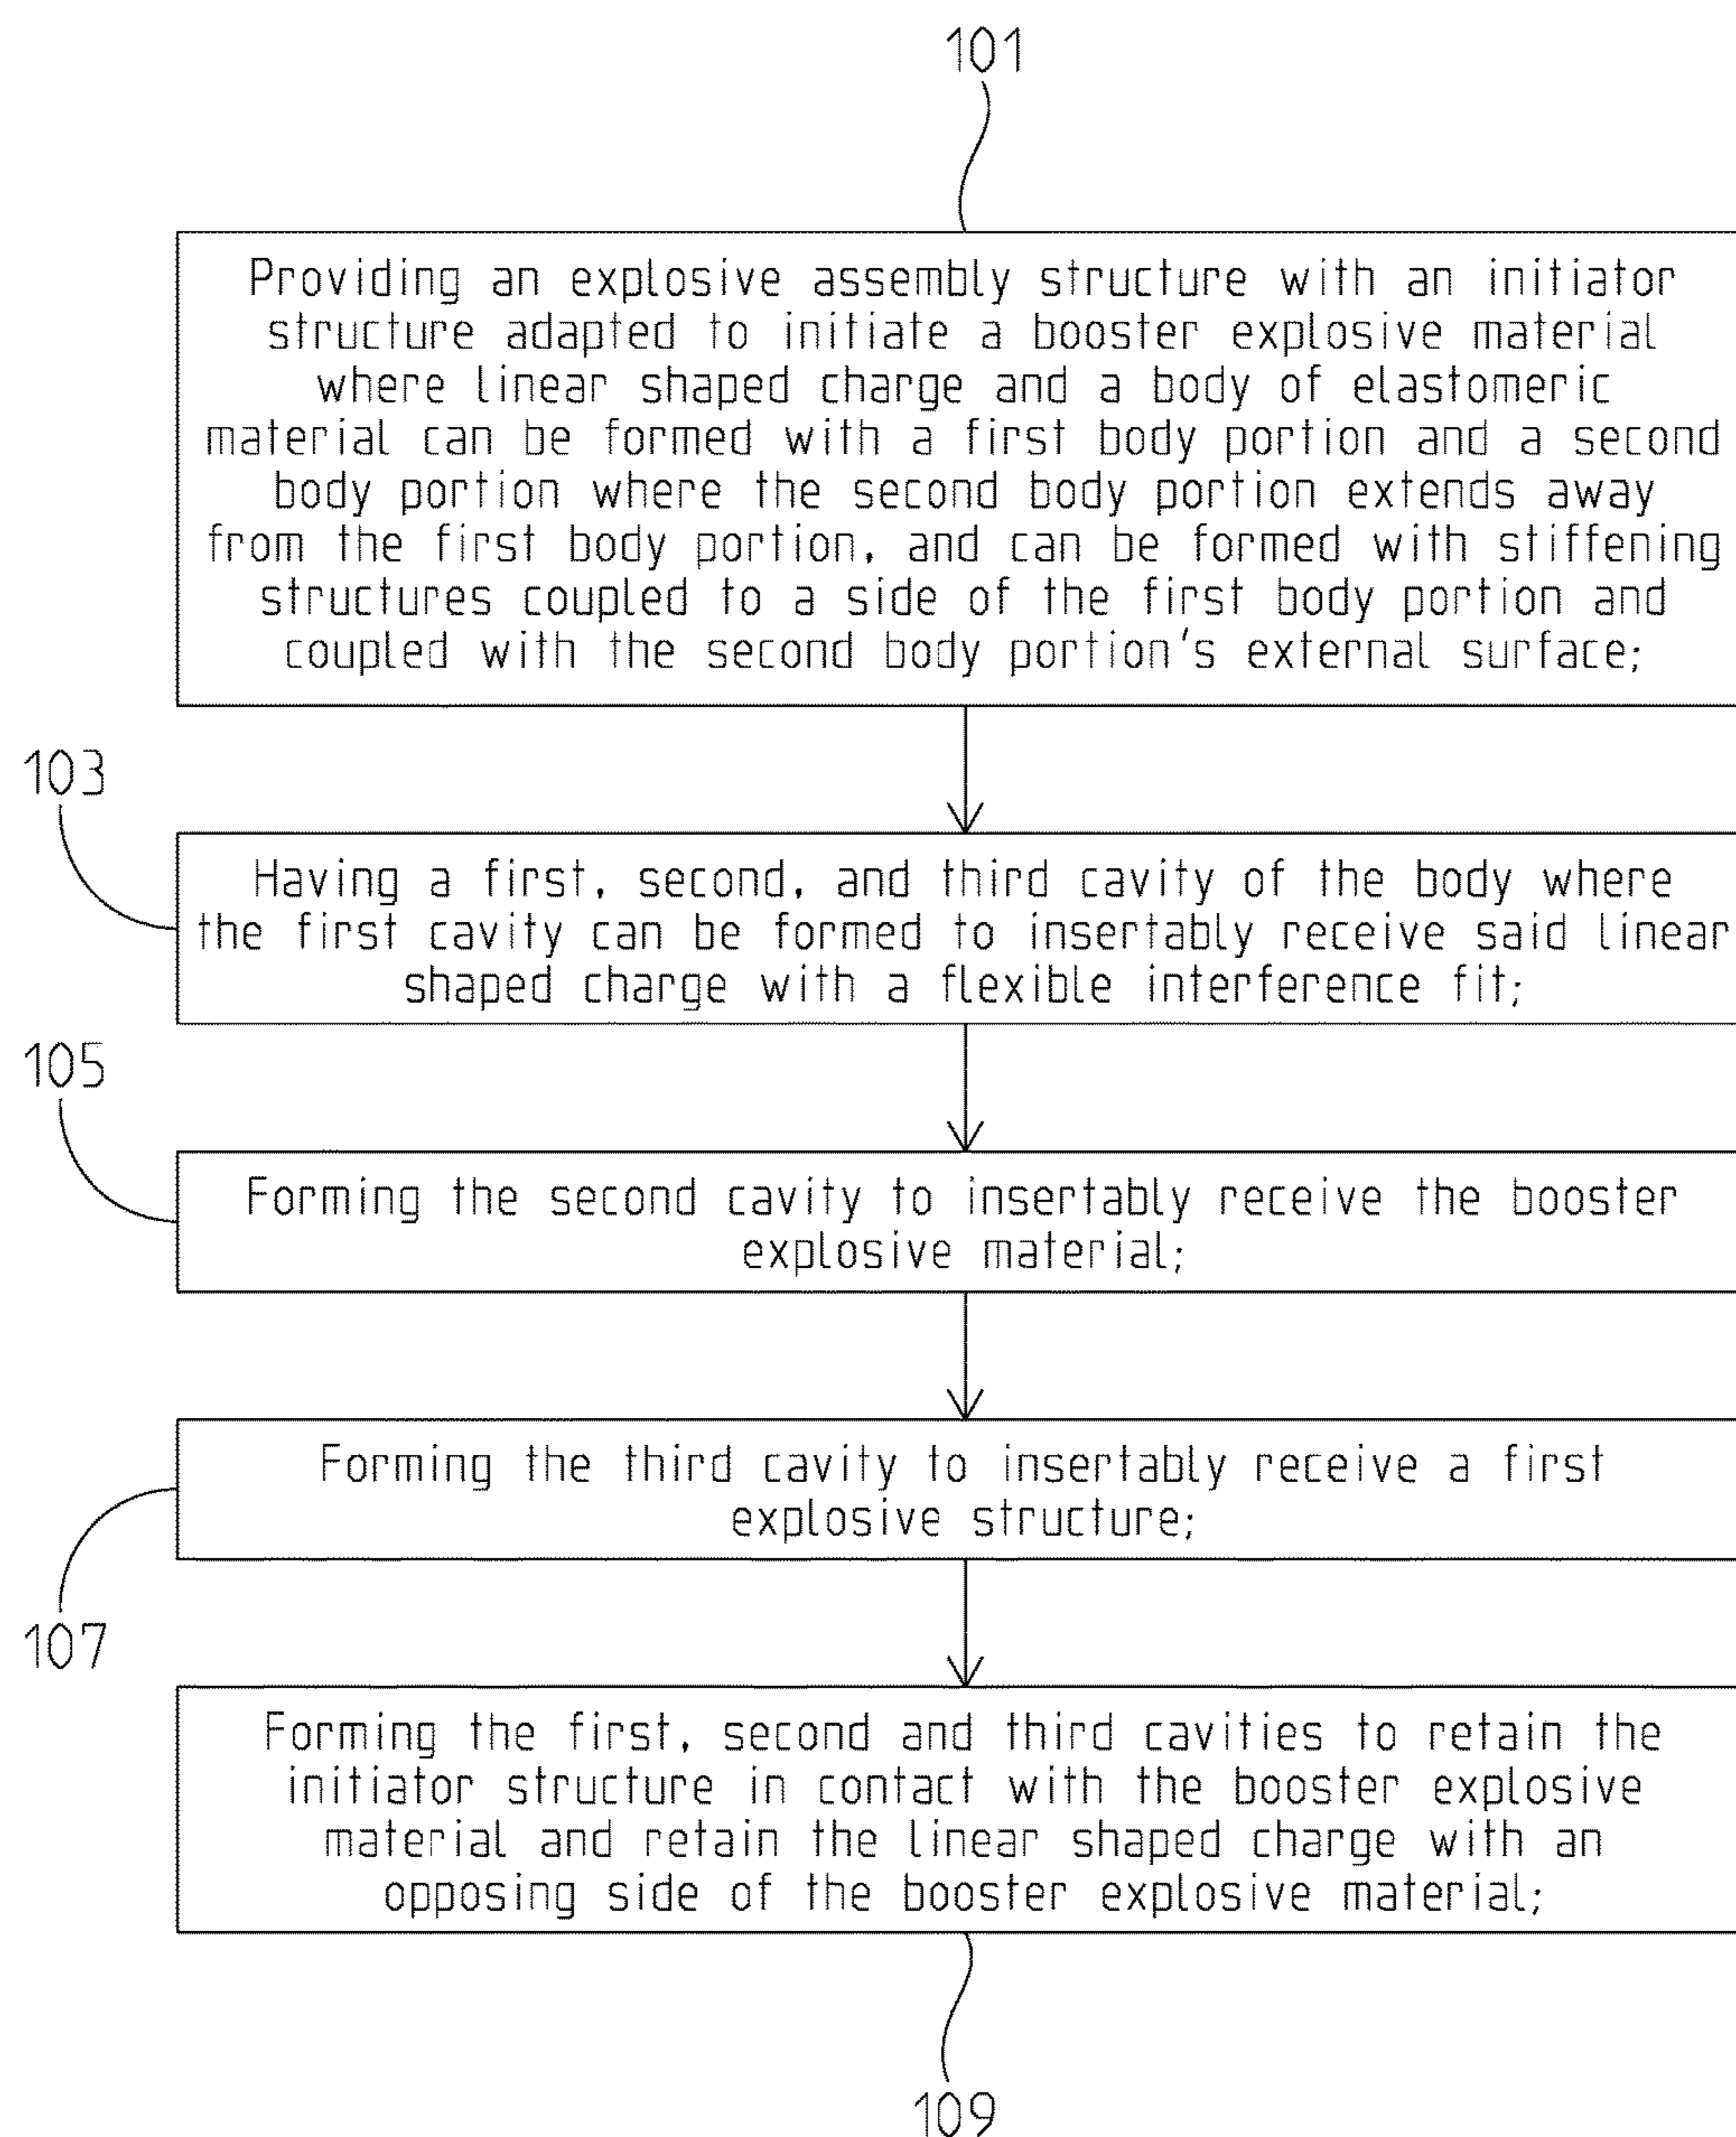 101
Providing an explosive assembly structure with an initiator
structure adapted to initiate a booster explosive material
where linear shaped charge and a body of elastomeric
material can be formed with a first body portion and a second
body portion where the second body portion extends away
from the first body portion, and can be formed with stiffening
structures coupled to a side of the first body portion and
coupled with the second body portion's external surface;
103
Having a first, second, and third cavity of the body where
the first cavity can be formed to insertably receive said linear
shaped charge with a flexible interference fit;
105
Forming the second cavity to insertably receive the booster
explosive material;
Forming the third cavity to insertably receive a first
explosive structure;
107
Forming the first, second and third cavities to retain the
initiator structure in contact with the booster explosive
material and retain the linear shaped charge with an
opposing side of the booster explosive material;
109